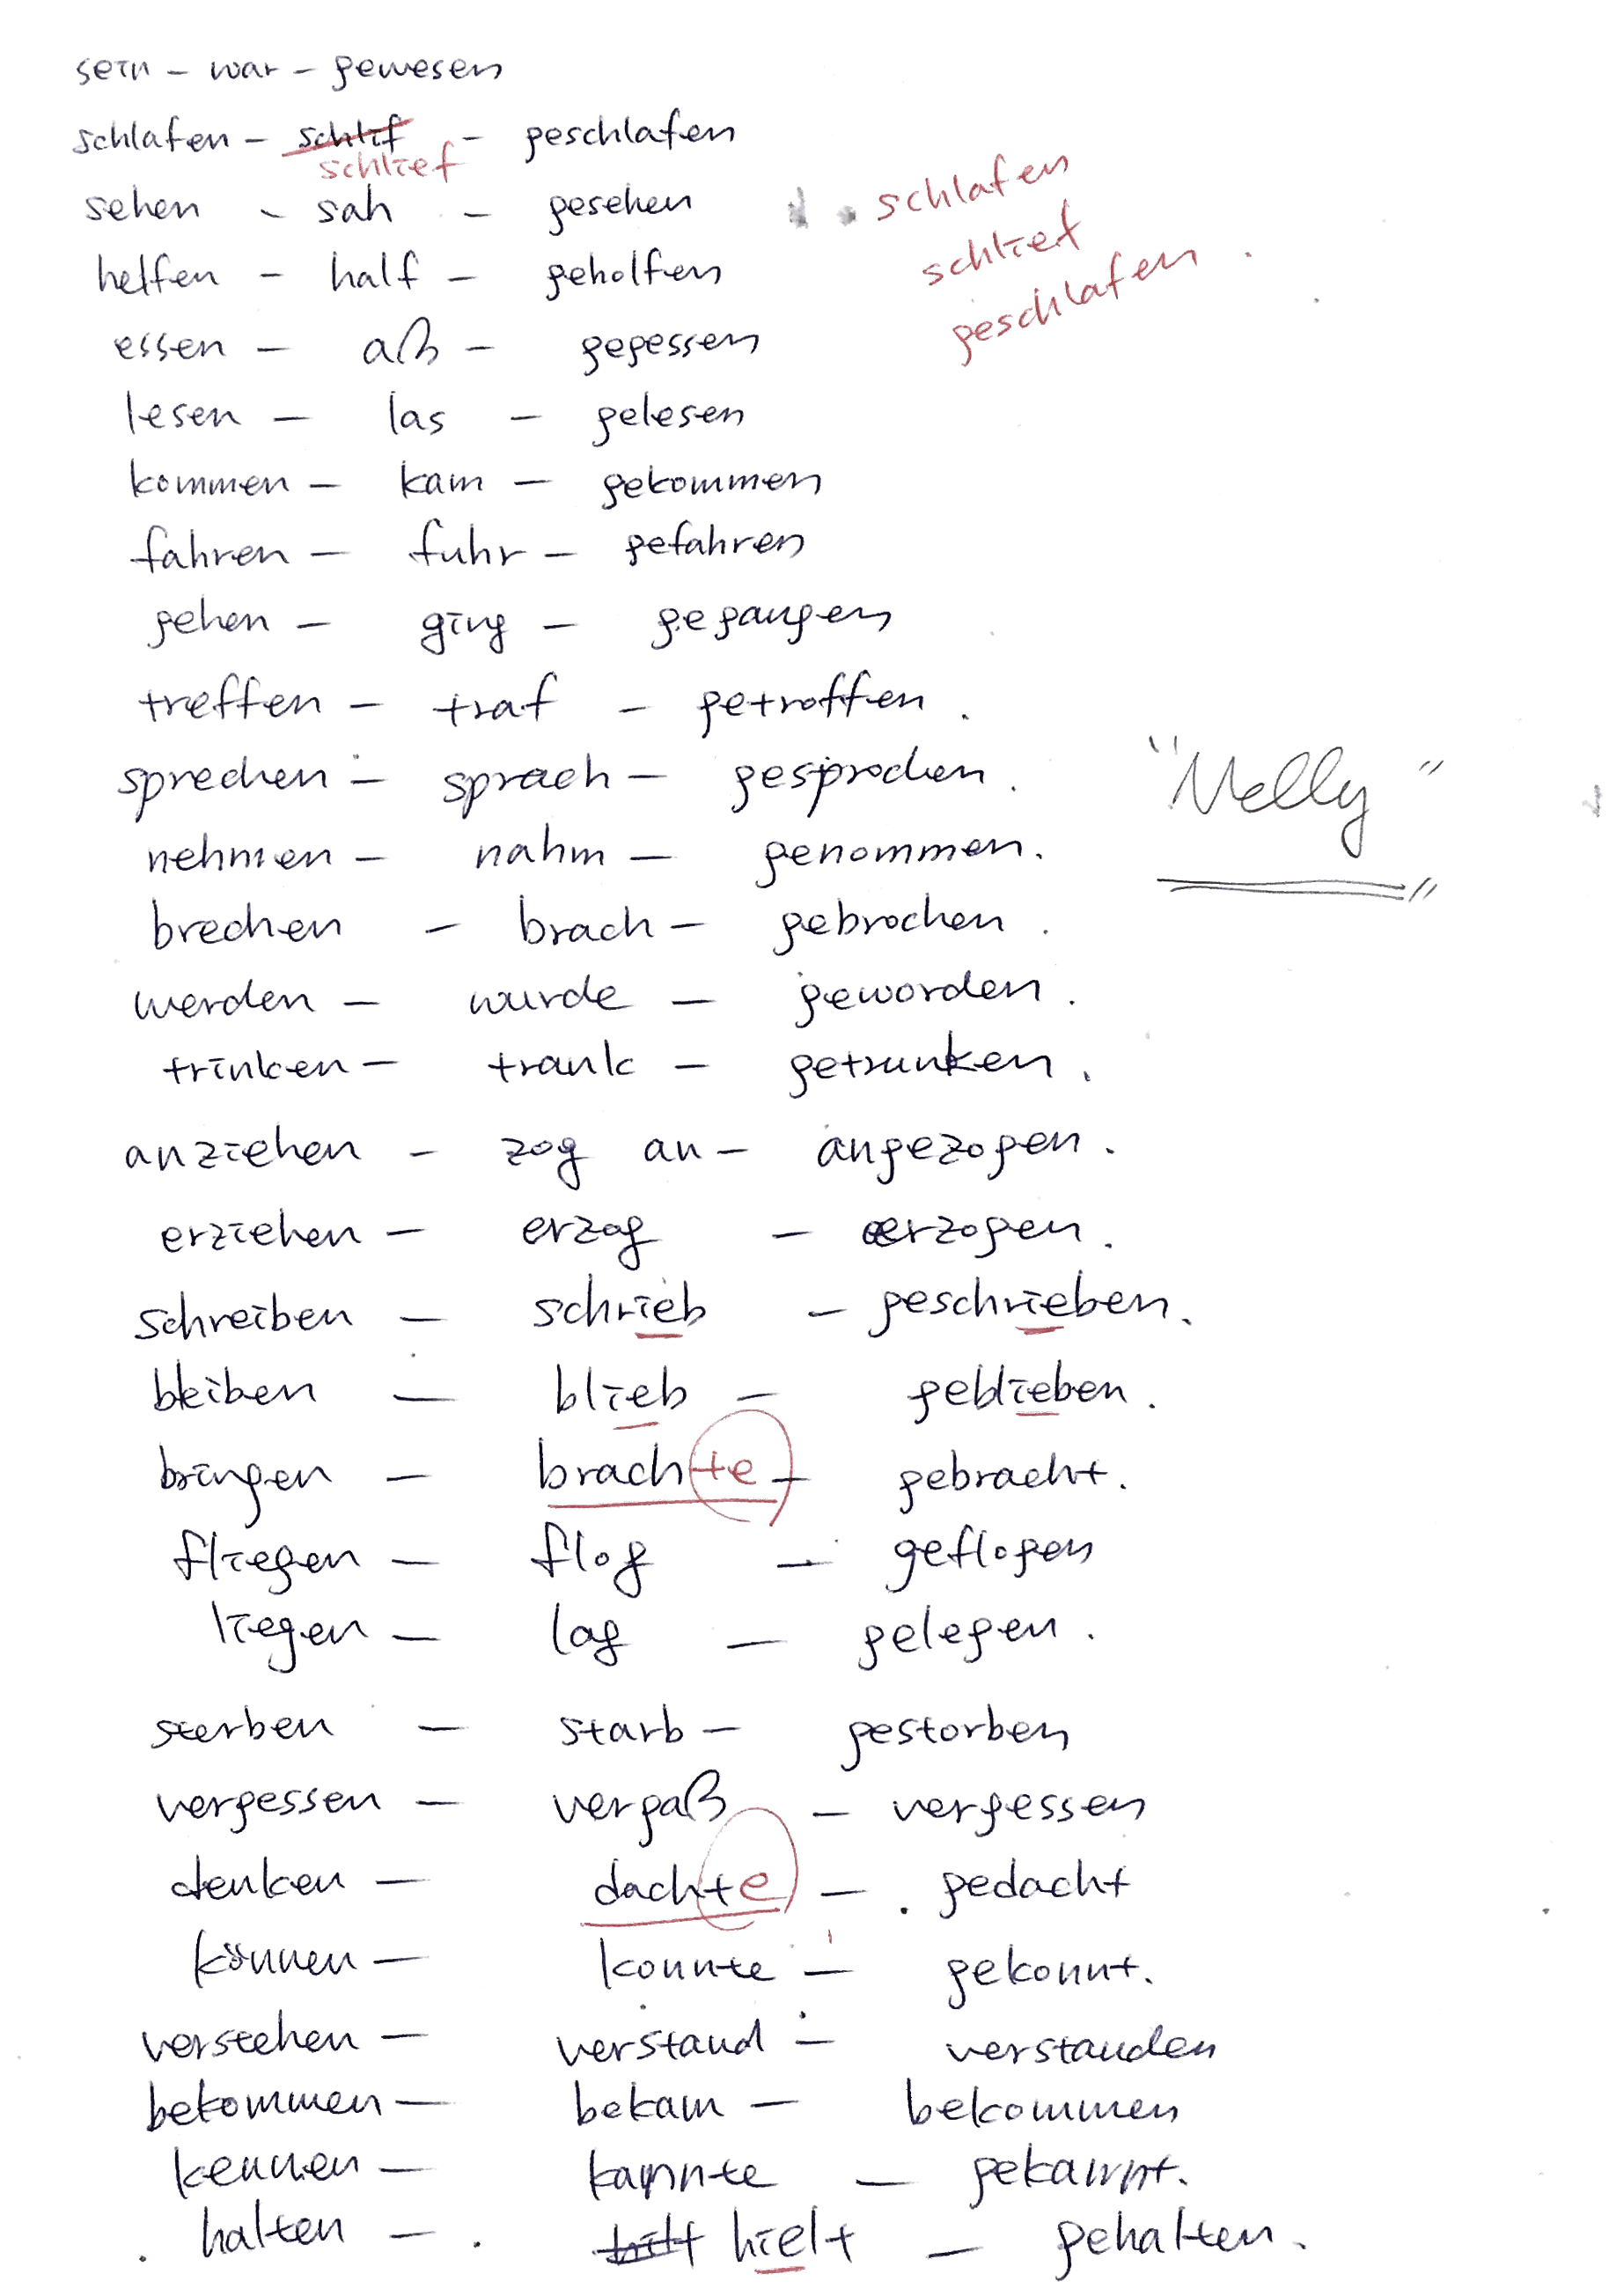 sein – war – gewesen
schlafen – schlif – geschlafen
schlief
sehen – sah – gesehen
schlafen
schlief
geschlafen.
helfen – half – geholfen
essen – aß – gegessen
lesen – las – gelesen
kommen – kam – gekommen
fahren – fuhr – gefahren
gehen – ging – gegangen
treffen – traf – getroffen.
sprechen – sprach – gesprochen.
"Melly"
nehmen – nahm – genommen.
brechen – brach – gebrochen.
werden – wurde – geworden.
trinken – trank – getrunken.
anziehen – zog an – angezogen.
erziehen – erzog – erzogen.
schreiben – schrieb – geschrieben.
bleiben – blieb – geblieben.
bringen – brachte – gebracht.
fliegen – flog – geflogen
liegen – lag – gelegen.
sterben – starb – gestorben
vergessen – vergaß – vergessen
denken – dachte – gedacht
können – konnte – gekonnt.
verstehen – verstand – verstanden
bekommen – bekam – bekommen
kennen – kannte – gekannt.
halten – hilt hielt – gehalten.